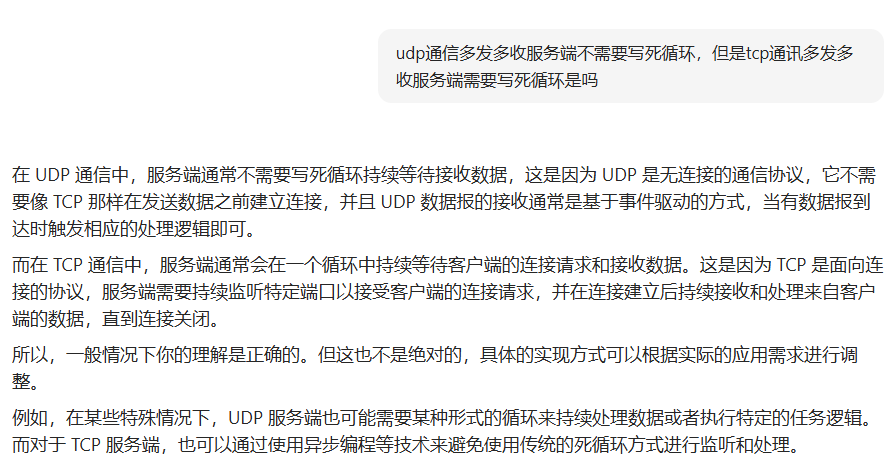 udp通信多发多收服务端不需要写死循环，但是tcp通讯多发多
收服务端需要写死循环是吗
在 UDP 通信中，服务端通常不需要写死循环持续等待接收数据，这是因为 UDP 是无连接的通信协议，它不需
要像 TCP 那样在发送数据之前建立连接，并且 UDP 数据报的接收通常是基于事件驱动的方式，当有数据报到
达时触发相应的处理逻辑即可。
而在 TCP 通信中，服务端通常会在一个循环中持续等待客户端的连接请求和接收数据。这是因为 TCP 是面向连
接的协议，服务端需要持续监听特定端口以接受客户端的连接请求，并在连接建立后持续接收和处理来自客户
端的数据，直到连接关闭。
所以，一般情况下你的理解是正确的。但这也不是绝对的，具体的实现方式可以根据实际的应用需求进行调
整。
例如，在某些特殊情况下，UDP 服务端也可能需要某种形式的循环来持续处理数据或者执行特定的任务逻辑。
而对于 TCP 服务端，也可以通过使用异步编程等技术来避免使用传统的死循环方式进行监听和处理。